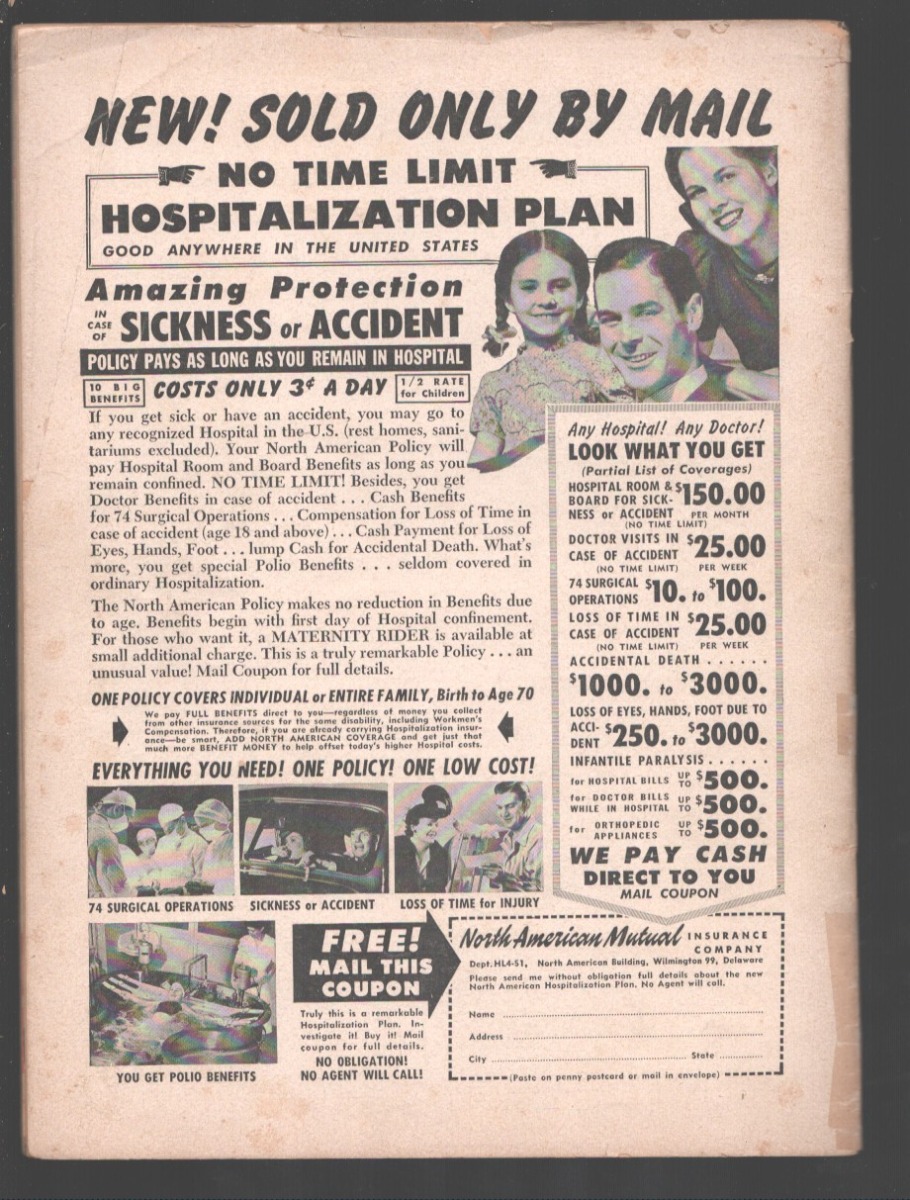 NEW! SOLD ONLY BY MAIL
NO TIME LIMIT
HOSPITALIZATION PLAN
GOOD ANYWHERE IN THE UNITED STATES
Amazing Protection
IN CASE OF SICKNESS or ACCIDENT
POLICY PAYS AS LONG AS YOU REMAIN IN HOSPITAL
10 BIG BENEFITS
COSTS ONLY 3¢ A DAY
1/2 RATE for Children
If you get sick or have an accident, you may go to
any recognized Hospital in the U.S. (rest homes, sani-
tariums excluded). Your North American Policy will
pay Hospital Room and Board Benefits as long as you
remain confined. NO TIME LIMIT! Besides, you get
Doctor Benefits in case of accident . . . Cash Benefits
for 74 Surgical Operations . . . Compensation for Loss of Time in
case of accident (age 18 and above) . . . Cash Payment for Loss of
Eyes, Hands, Foot . . . lump Cash for Accidental Death. What's
more, you get special Polio Benefits . . . seldom covered in
ordinary Hospitalization.
The North American Policy makes no reduction in Benefits due
to age. Benefits begin with first day of Hospital confinement.
For those who want it, a MATERNITY RIDER is available at
small additional charge. This is a truly remarkable Policy . . . an
unusual value! Mail Coupon for full details.
ONE POLICY COVERS INDIVIDUAL or ENTIRE FAMILY, Birth to Age 70
We pay FULL BENEFITS direct to you—regardless of money you collect
from other insurance sources for the same disability, including Workmen's
Compensation. Therefore, if you are already carrying Hospitalization insur-
ance—be smart, ADD NORTH AMERICAN COVERAGE and get just that
much more BENEFIT MONEY to help offset today's higher Hospital costs.
EVERYTHING YOU NEED! ONE POLICY! ONE LOW COST!
74 SURGICAL OPERATIONS
SICKNESS or ACCIDENT
LOSS OF TIME for INJURY
YOU GET POLIO BENEFITS
Any Hospital! Any Doctor!
LOOK WHAT YOU GET
(Partial List of Coverages)
HOSPITAL ROOM &
BOARD FOR SICK- $150.00
NESS or ACCIDENT PER MONTH
(NO TIME LIMIT)
DOCTOR VISITS IN
CASE OF ACCIDENT $25.00
(NO TIME LIMIT) PER WEEK
74 SURGICAL
OPERATIONS $10. to $100.
LOSS OF TIME IN
CASE OF ACCIDENT $25.00
(NO TIME LIMIT) PER WEEK
ACCIDENTAL DEATH . . . . . .
$1000. to $3000.
LOSS OF EYES, HANDS, FOOT DUE TO
ACCI-
DENT $250. to $3000.
INFANTILE PARALYSIS . . . . . .
for HOSPITAL BILLS UP TO $500.
for DOCTOR BILLS
WHILE IN HOSPITAL UP TO $500.
for ORTHOPEDIC
APPLIANCES UP TO $500.
WE PAY CASH
DIRECT TO YOU
MAIL COUPON
FREE!
MAIL THIS
COUPON
Truly this is a remarkable
Hospitalization Plan. In-
vestigate it! Buy it! Mail
coupon for full details.
NO OBLIGATION!
NO AGENT WILL CALL!
North American Mutual INSURANCE COMPANY
Dept. HL4-51, North American Building, Wilmington 99, Delaware
Please send me without obligation full details about the new
North American Hospitalization Plan. No Agent will call.
Name
Address
City State
(Paste on penny postcard or mail in envelope)